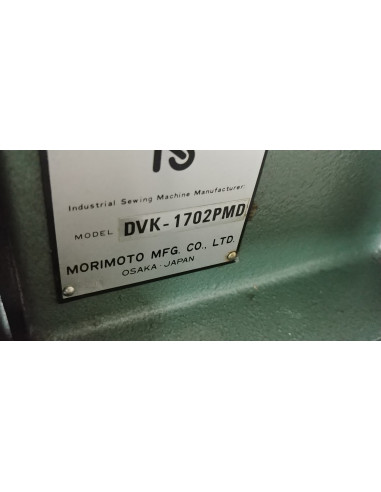 Industrial Sewing Machine Manufacturer
MODEL DVK-1702PMD
MORIMOTO MFG. CO., LTD.
OSAKA·JAPAN